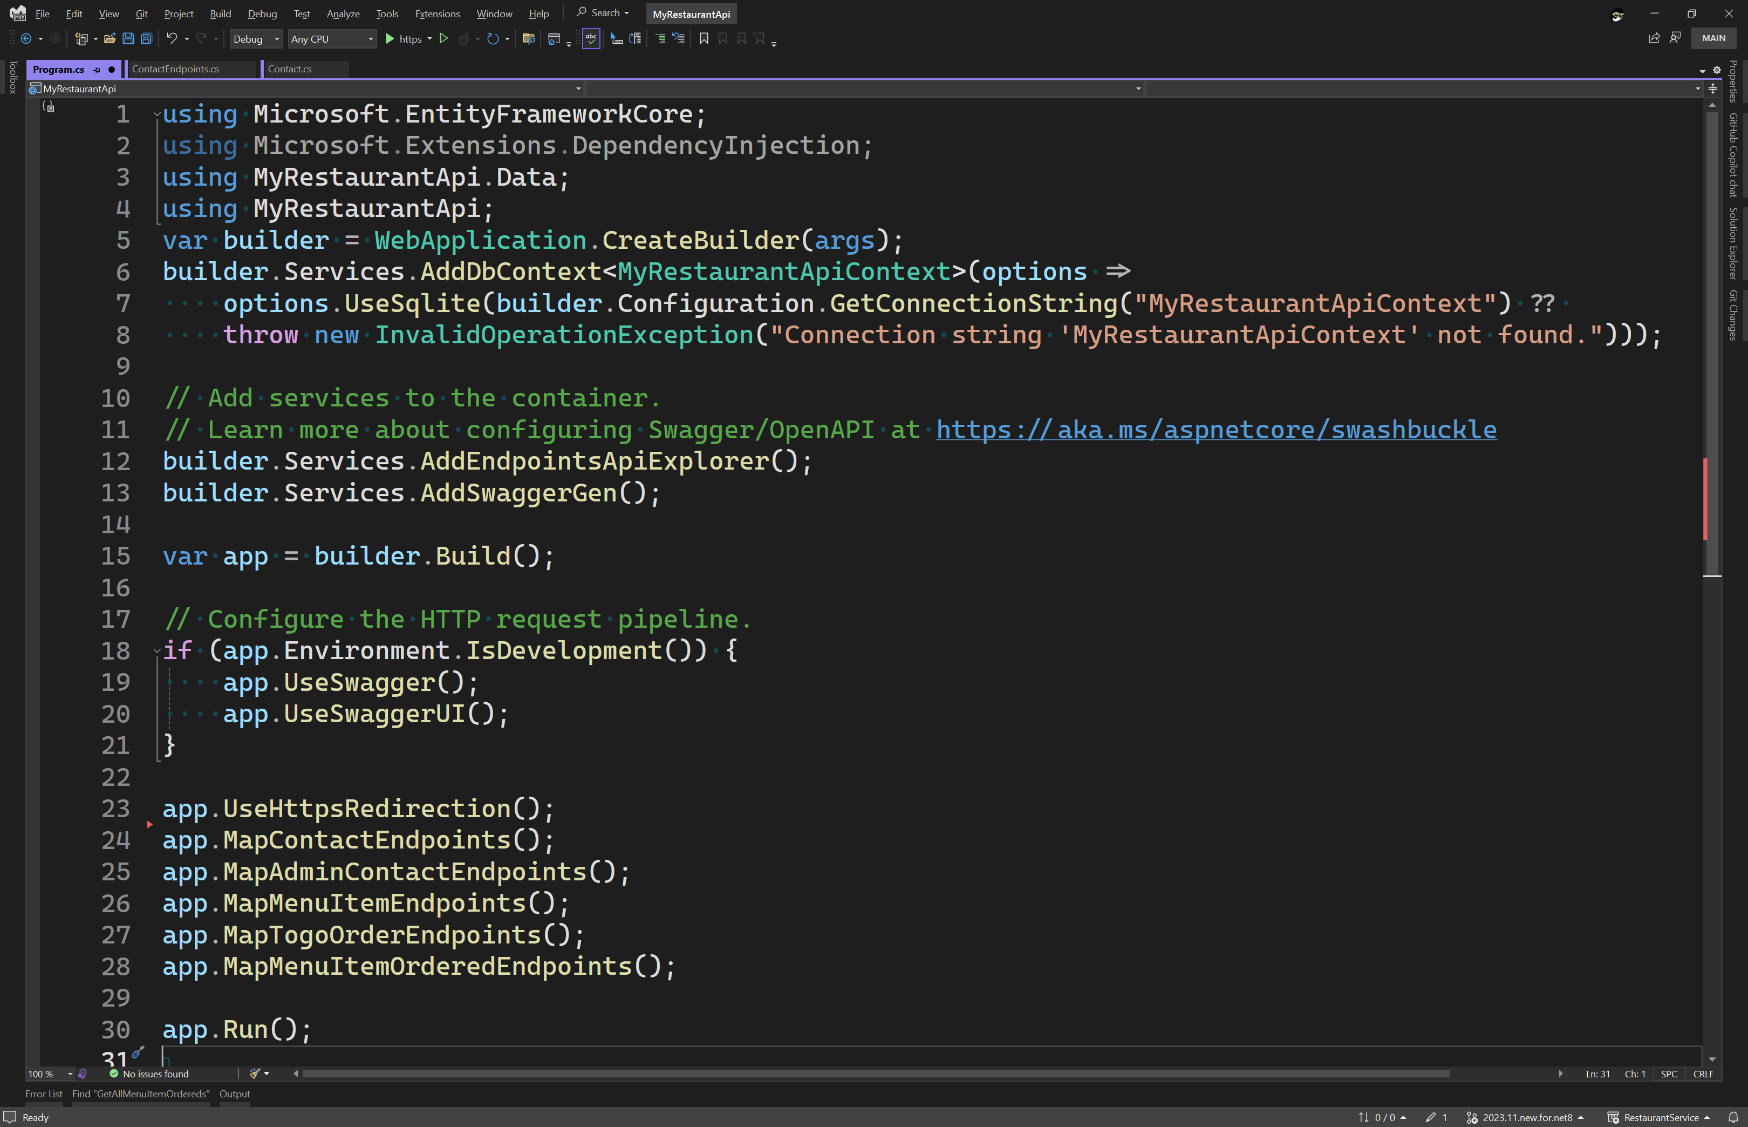 File Edit View Git Project Build Debug Test Analyze Tools Extensions Window Help Search MyRestaurantApi
Debug Any CPU https MAIN
Program.cs ContactEndpoints.cs Contact.cs
MyRestaurantApi
Toolbox
1 using Microsoft.EntityFrameworkCore;
2 using Microsoft.Extensions.DependencyInjection;
3 using MyRestaurantApi.Data;
4 using MyRestaurantApi;
5 var builder = WebApplication.CreateBuilder(args);
6 builder.Services.AddDbContext<MyRestaurantApiContext>(options =>
7 options.UseSqlite(builder.Configuration.GetConnectionString("MyRestaurantApiContext") ??
8 throw new InvalidOperationException("Connection string 'MyRestaurantApiContext' not found.")));
9
10 // Add services to the container.
11 // Learn more about configuring Swagger/OpenAPI at https://aka.ms/aspnetcore/swashbuckle
12 builder.Services.AddEndpointsApiExplorer();
13 builder.Services.AddSwaggerGen();
14
15 var app = builder.Build();
16
17 // Configure the HTTP request pipeline.
18 if (app.Environment.IsDevelopment()) {
19 app.UseSwagger();
20 app.UseSwaggerUI();
21 }
22
23 app.UseHttpsRedirection();
24 app.MapContactEndpoints();
25 app.MapAdminContactEndpoints();
26 app.MapMenuItemEndpoints();
27 app.MapTogoOrderEndpoints();
28 app.MapMenuItemOrderedEndpoints();
29
30 app.Run();
31
Properties
GitHub Copilot chat
Solution Explorer
Git Changes
100 % No issues found Ln: 31 Ch: 1 SPC CRLF
Error List Find "GetAllMenuItemOrdereds" Output
Ready 0 / 0 1 2023.11.new.for.net8 RestaurantService